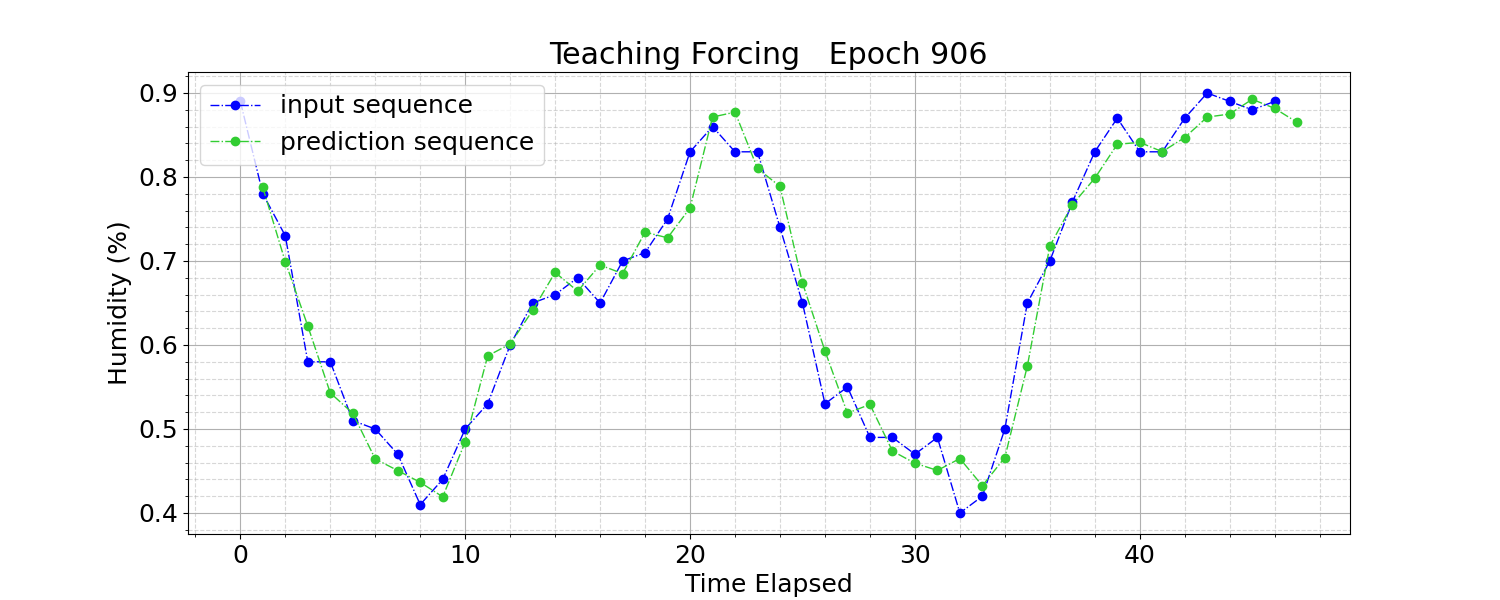 Teaching Forcing   Epoch 906
input sequence
prediction sequence
Humidity (%)
0.9
0.8
0.7
0.6
0.5
0.4
0 10 20 30 40
Time Elapsed